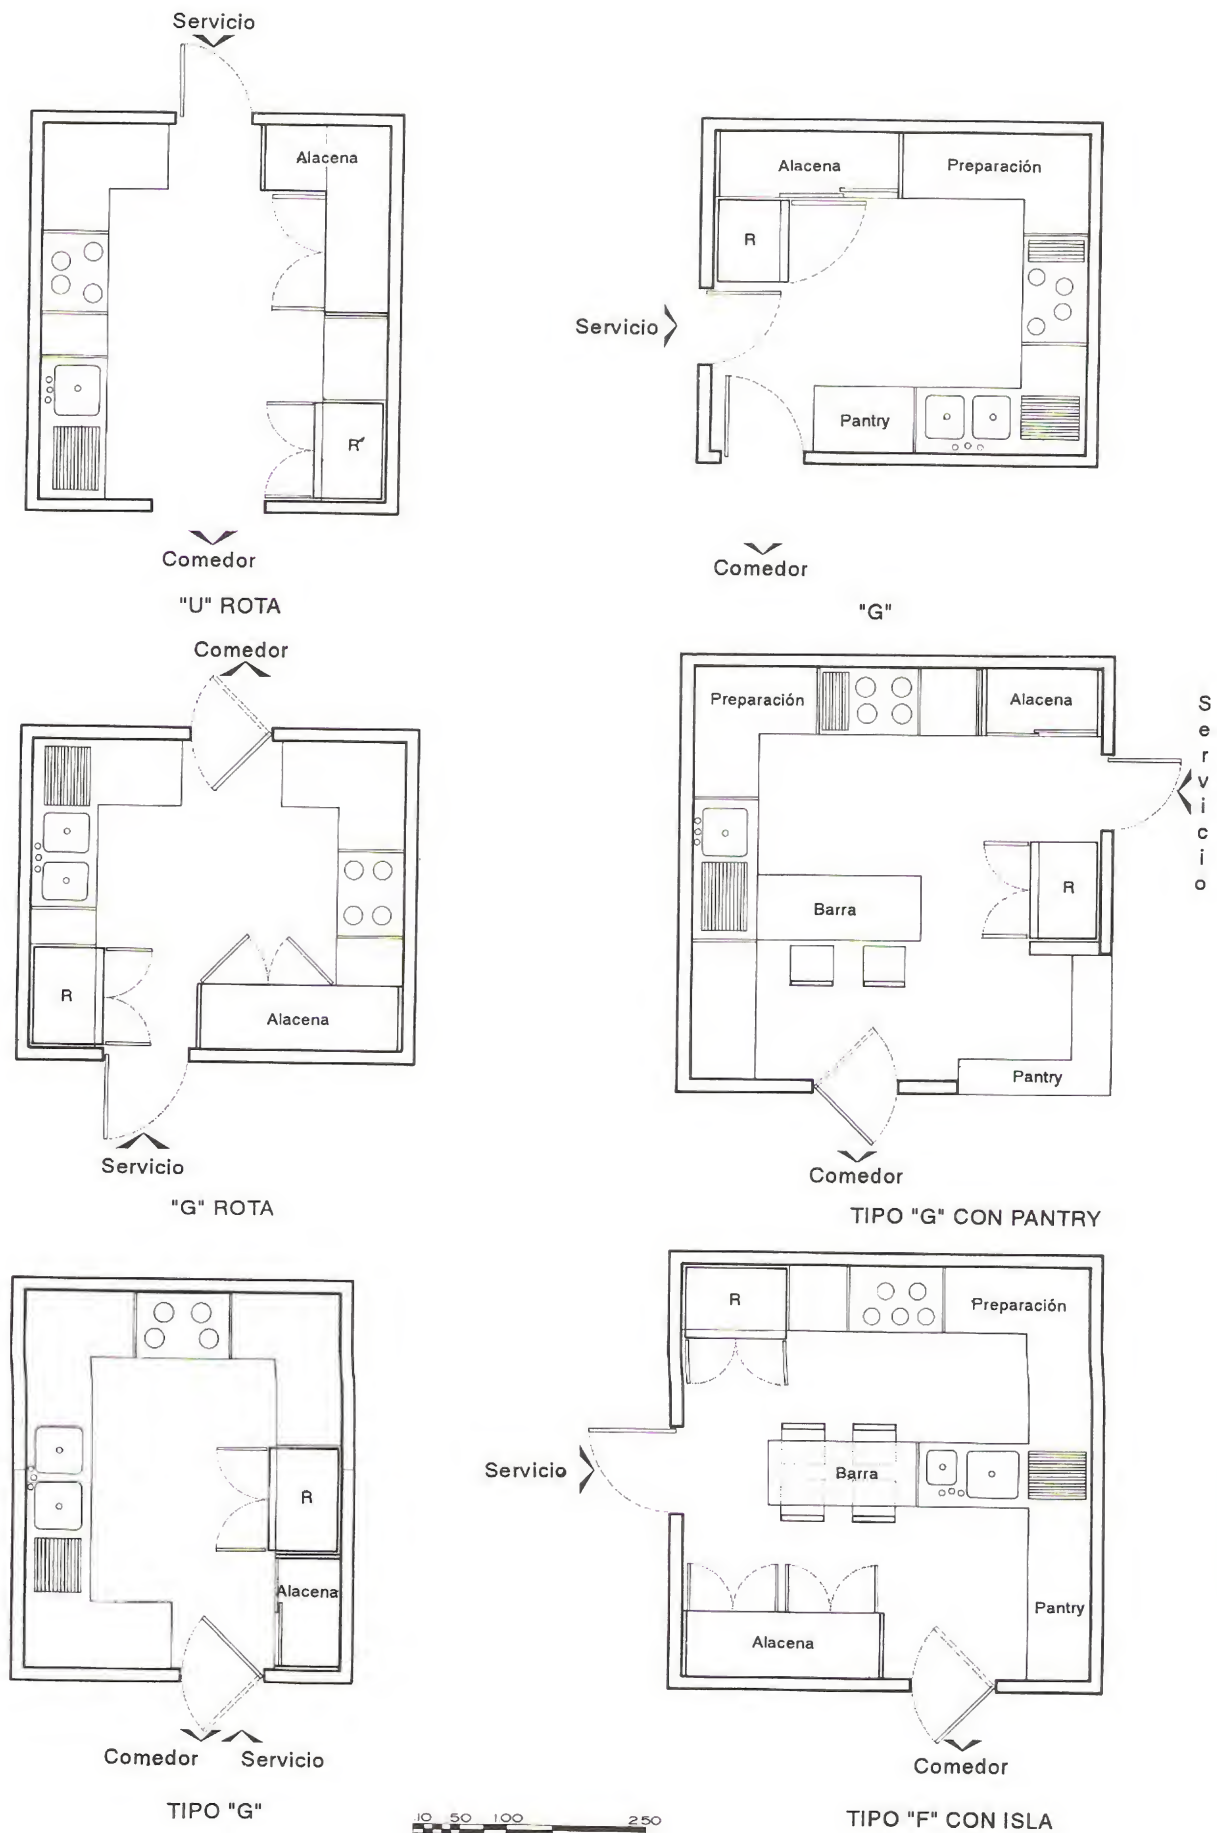 Servicio
Alacena
R
Comedor
"U" ROTA
Alacena
Preparación
R
Servicio
Pantry
Comedor
"G"
Comedor
R
Alacena
Servicio
"G" ROTA
Preparación
Alacena
Servicio
Barra
R
Pantry
Comedor
TIPO "G" CON PANTRY
R
Alacena
Comedor
Servicio
TIPO "G"
R
Preparación
Servicio
Barra
Pantry
Alacena
Comedor
TIPO "F" CON ISLA
10 50 100 250